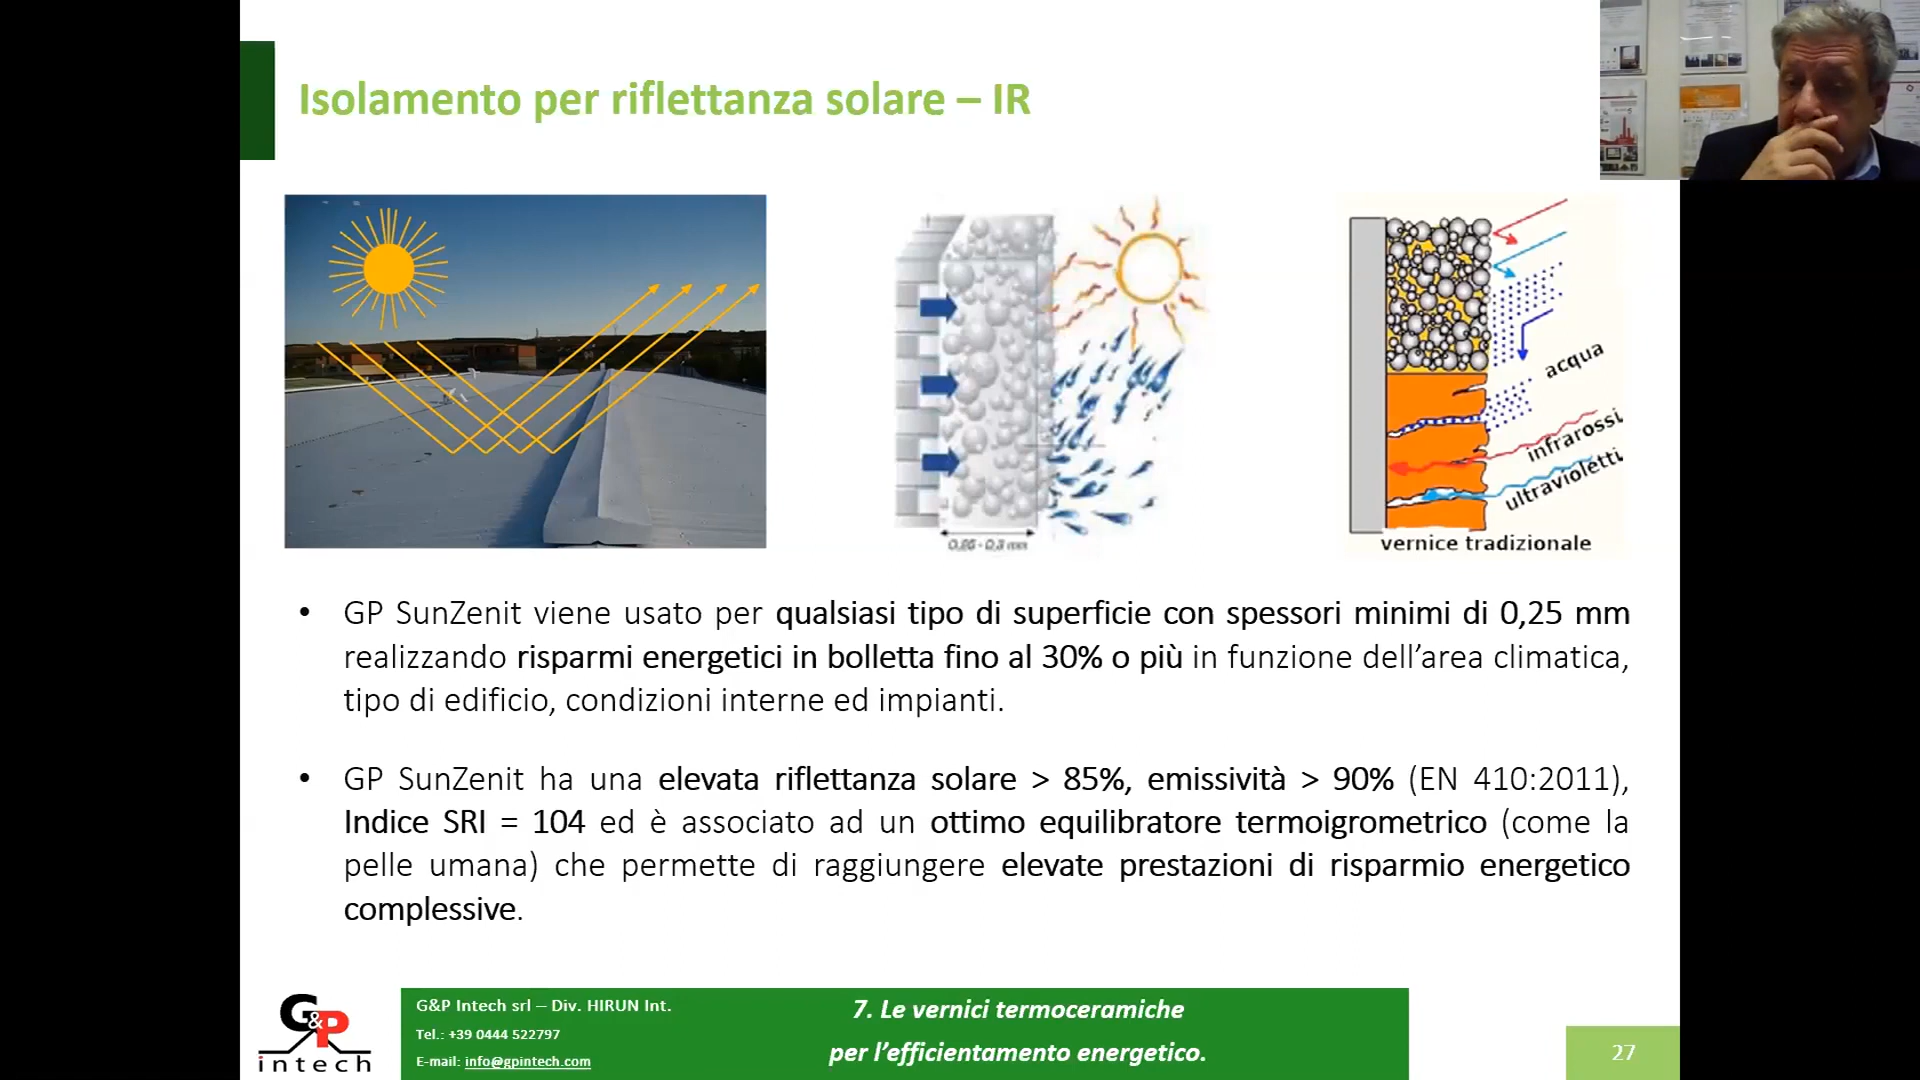 Isolamento per riflettanza solare – IR
acqua
infrarossi
ultravioletti
vernice tradizionale
• GP SunZenit viene usato per qualsiasi tipo di superficie con spessori minimi di 0,25 mm
realizzando risparmi energetici in bolletta fino al 30% o più in funzione dell’area climatica,
tipo di edificio, condizioni interne ed impianti.
• GP SunZenit ha una elevata riflettanza solare > 85%, emissività > 90% (EN 410:2011),
Indice SRI = 104 ed è associato ad un ottimo equilibratore termoigrometrico (come la
pelle umana) che permette di raggiungere elevate prestazioni di risparmio energetico
complessive.
G&P
intech
G&P Intech srl – Div. HIRUN Int.
Tel.: +39 0444 522797
E-mail: info@gpintech.com
7. Le vernici termoceramiche
per l’efficientamento energetico.
27